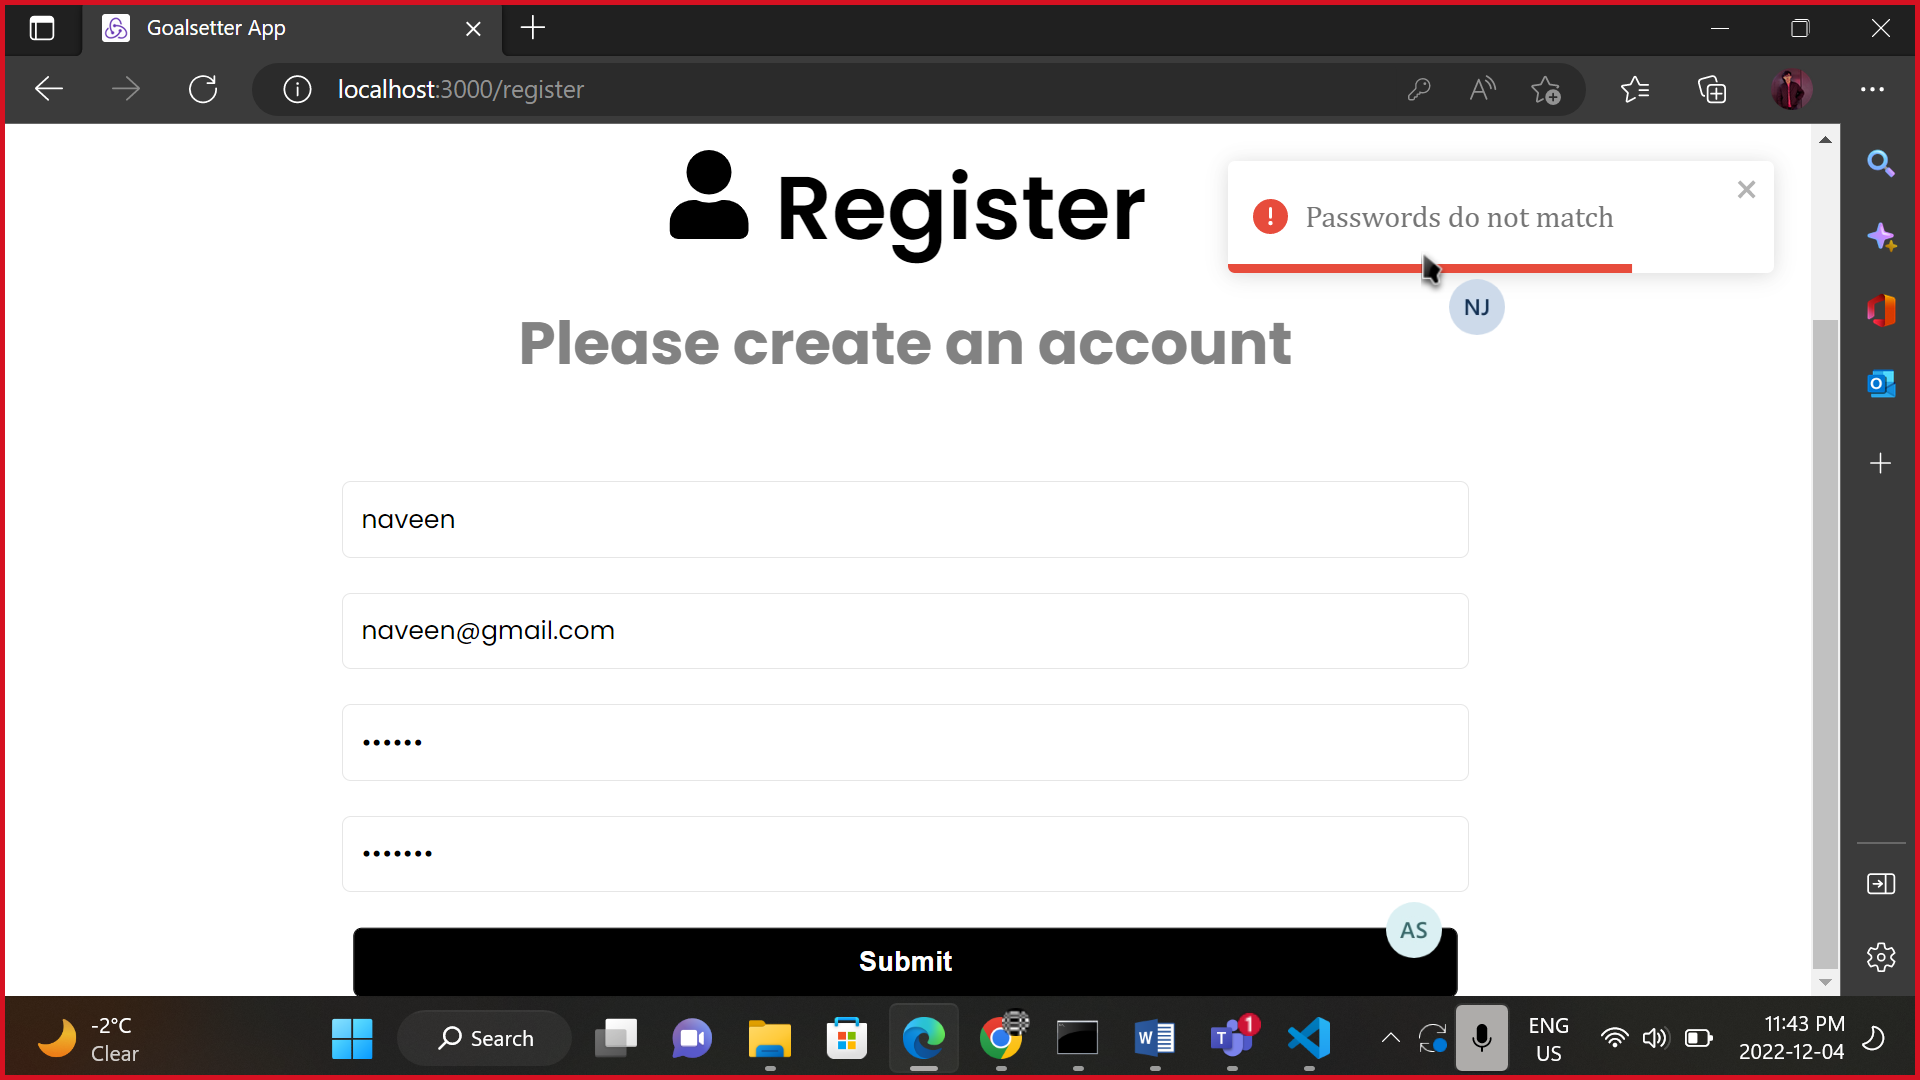 Goalsetter App
localhost:3000/register
Register
Passwords do not match
NJ
Please create an account
naveen
naveen@gmail.com
••••••
•••••••
AS
Submit
-2°C
Clear
Search
1
ENG
US
11:43 PM
2022-12-04